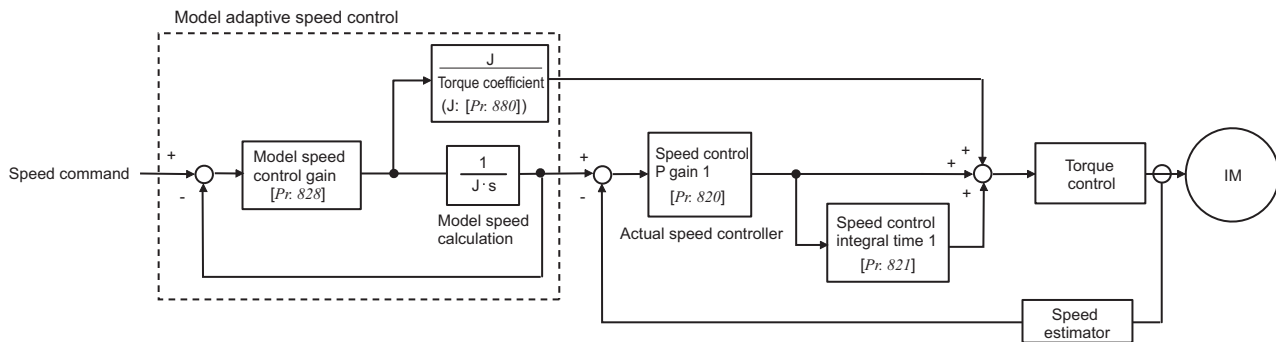 Model adaptive speed control
J
Torque coefficient
(J: [Pr. 880])
Speed command
+
-
Model speed
control gain
[Pr. 828]
1
J·s
Model speed
calculation
+
-
Speed control
P gain 1
[Pr. 820]
Actual speed controller
Speed control
integral time 1
[Pr. 821]
+
+
+
Torque
control
IM
Speed
estimator